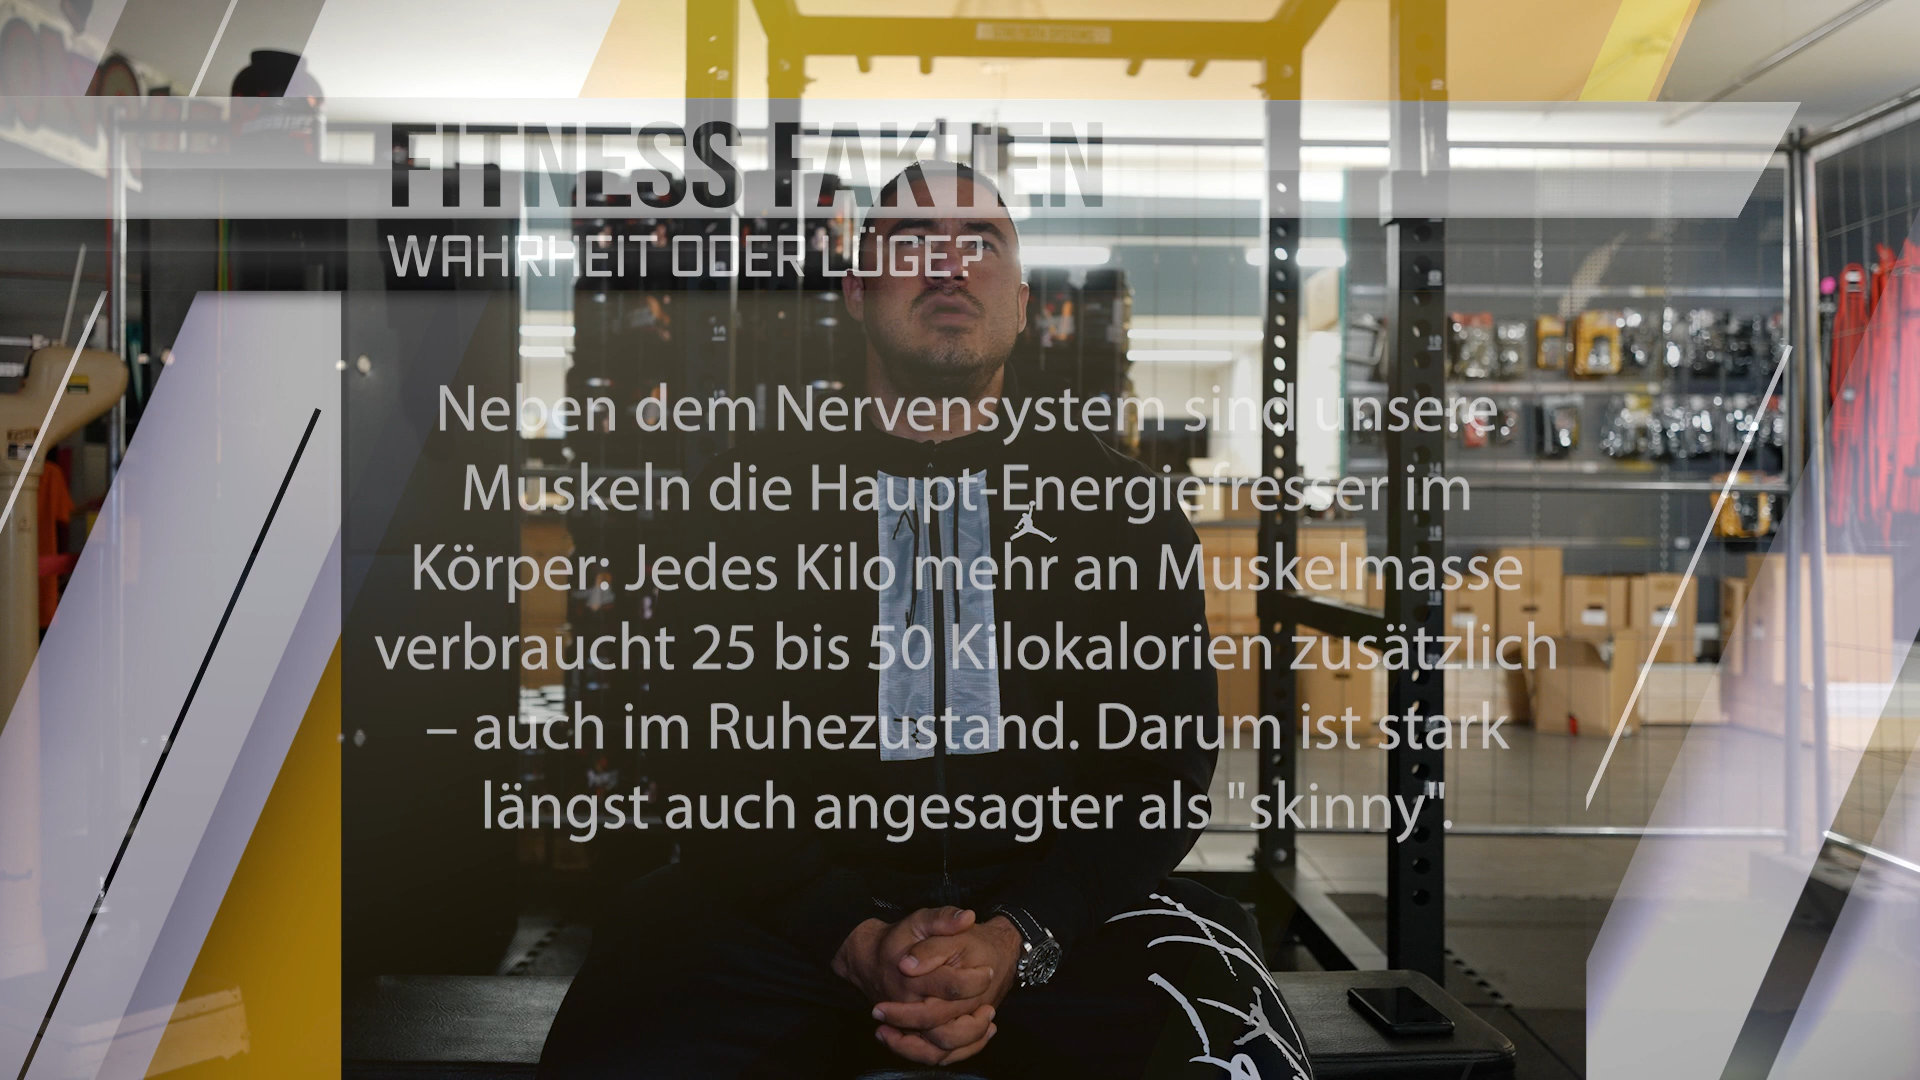 FITNESS FAKTEN
WAHRHEIT ODER LÜGE?
Neben dem Nervensystem sind unsere
Muskeln die Haupt-Energiefresser im
Körper: Jedes Kilo mehr an Muskelmasse
verbraucht 25 bis 50 Kilokalorien zusätzlich
– auch im Ruhezustand. Darum ist stark
längst auch angesagter als "skinny".